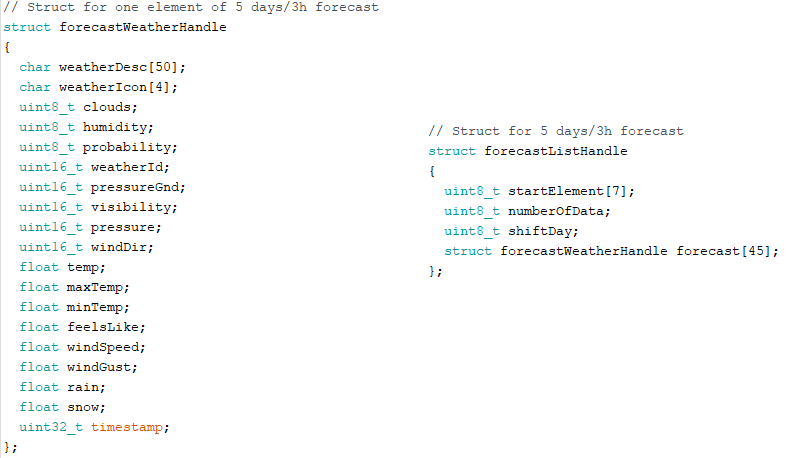 // Struct for one element of 5 days/3h forecast
struct forecastWeatherHandle
{
  char weatherDesc[50];
  char weatherIcon[4];
  uint8_t clouds;
  uint8_t humidity;
  uint8_t probability;
  uint16_t weatherId;
  uint16_t pressureGnd;
  uint16_t visibility;
  uint16_t pressure;
  uint16_t windDir;
  float temp;
  float maxTemp;
  float minTemp;
  float feelsLike;
  float windSpeed;
  float windGust;
  float rain;
  float snow;
  uint32_t timestamp;
};
// Struct for 5 days/3h forecast
struct forecastListHandle
{
  uint8_t startElement[7];
  uint8_t numberOfData;
  uint8_t shiftDay;
  struct forecastWeatherHandle forecast[45];
};